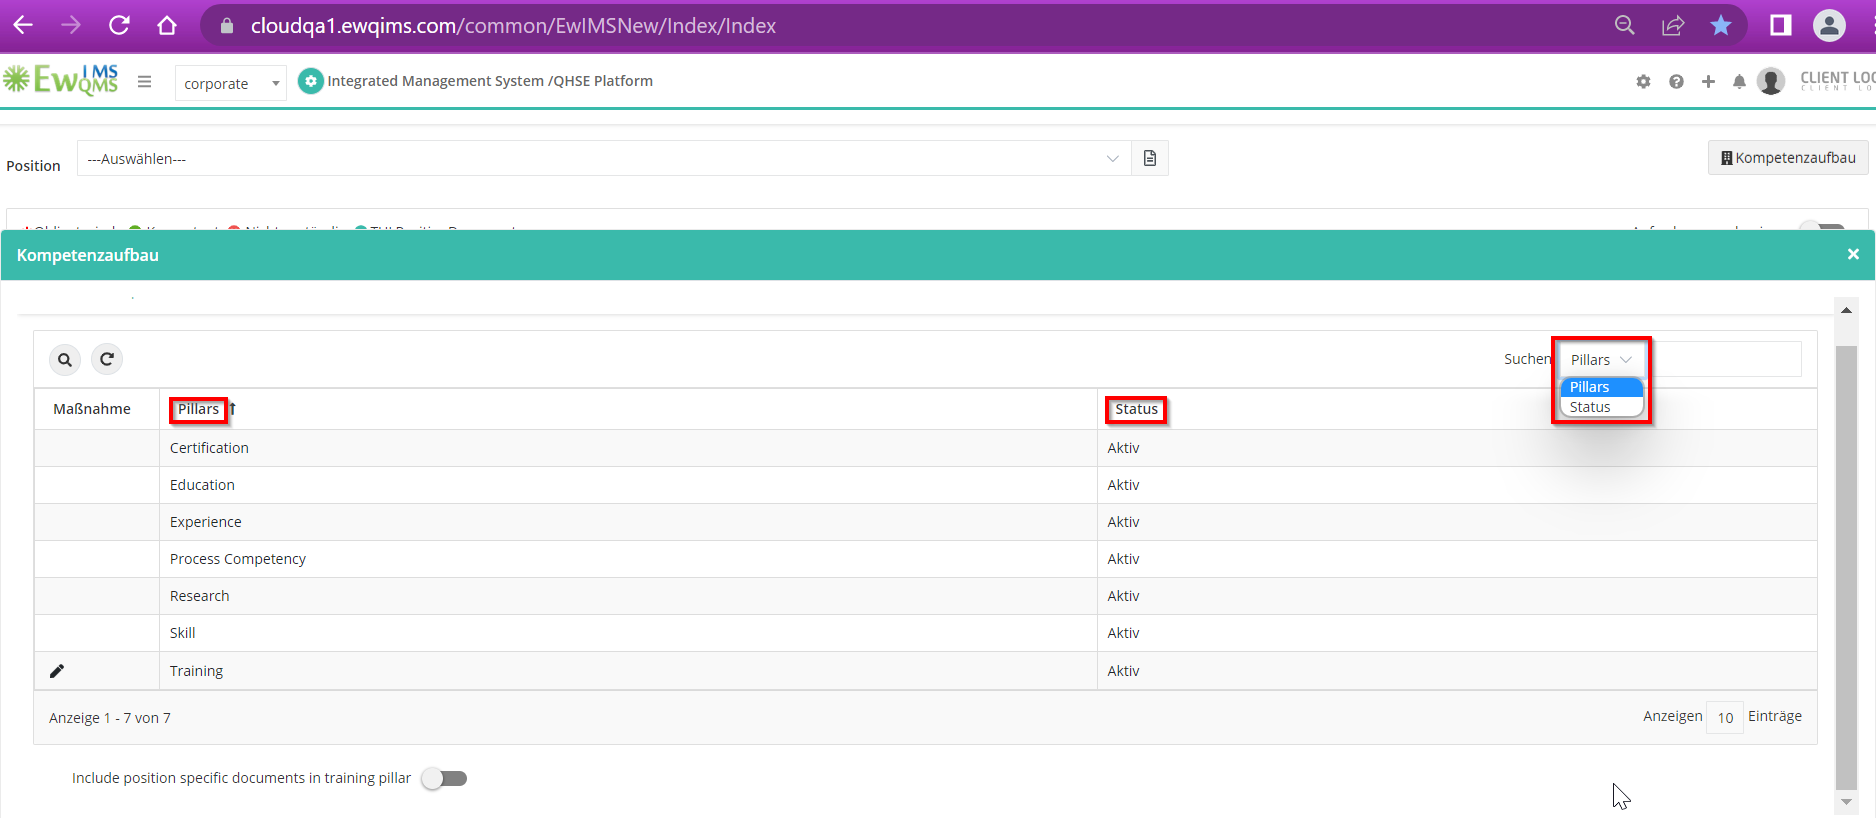 cloudqa1.ewqims.com/common/EwIMSNew/Index/Index
EwIMS QMS
corporate
Integrated Management System /QHSE Platform
CLIENT LOG
CLIENT LO
Position
---Auswählen---
Kompetenzaufbau
Kompetenzaufbau
Suchen Pillars
Pillars
Status
Maßnahme Pillars Status
Certification Aktiv
Education Aktiv
Experience Aktiv
Process Competency Aktiv
Research Aktiv
Skill Aktiv
Training Aktiv
Anzeige 1 - 7 von 7
Anzeigen 10 Einträge
Include position specific documents in training pillar